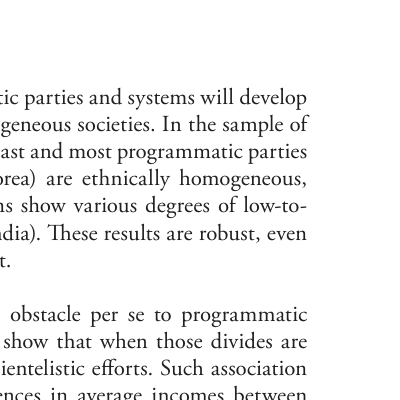 tic parties and systems will develop
geneous societies. In the sample of
ast and most programmatic parties
orea) are ethnically homogeneous,
ns show various degrees of low-to-
ndia). These results are robust, even
t.
obstacle per se to programmatic
show that when those divides are
ientelistic efforts. Such association
ences in average incomes between